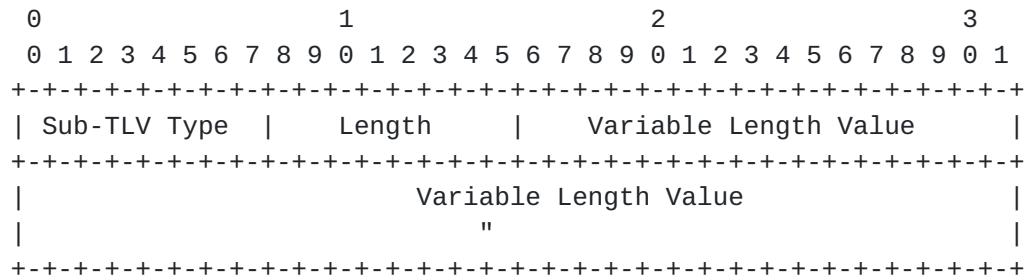 0                   1                   2                   3
 0 1 2 3 4 5 6 7 8 9 0 1 2 3 4 5 6 7 8 9 0 1 2 3 4 5 6 7 8 9 0 1
+-+-+-+-+-+-+-+-+-+-+-+-+-+-+-+-+-+-+-+-+-+-+-+-+-+-+-+-+-+-+-+-+
| Sub-TLV Type  |    Length     |    Variable Length Value      |
+-+-+-+-+-+-+-+-+-+-+-+-+-+-+-+-+-+-+-+-+-+-+-+-+-+-+-+-+-+-+-+-+
|                         Variable Length Value                 |
|                             "                                 |
+-+-+-+-+-+-+-+-+-+-+-+-+-+-+-+-+-+-+-+-+-+-+-+-+-+-+-+-+-+-+-+-+